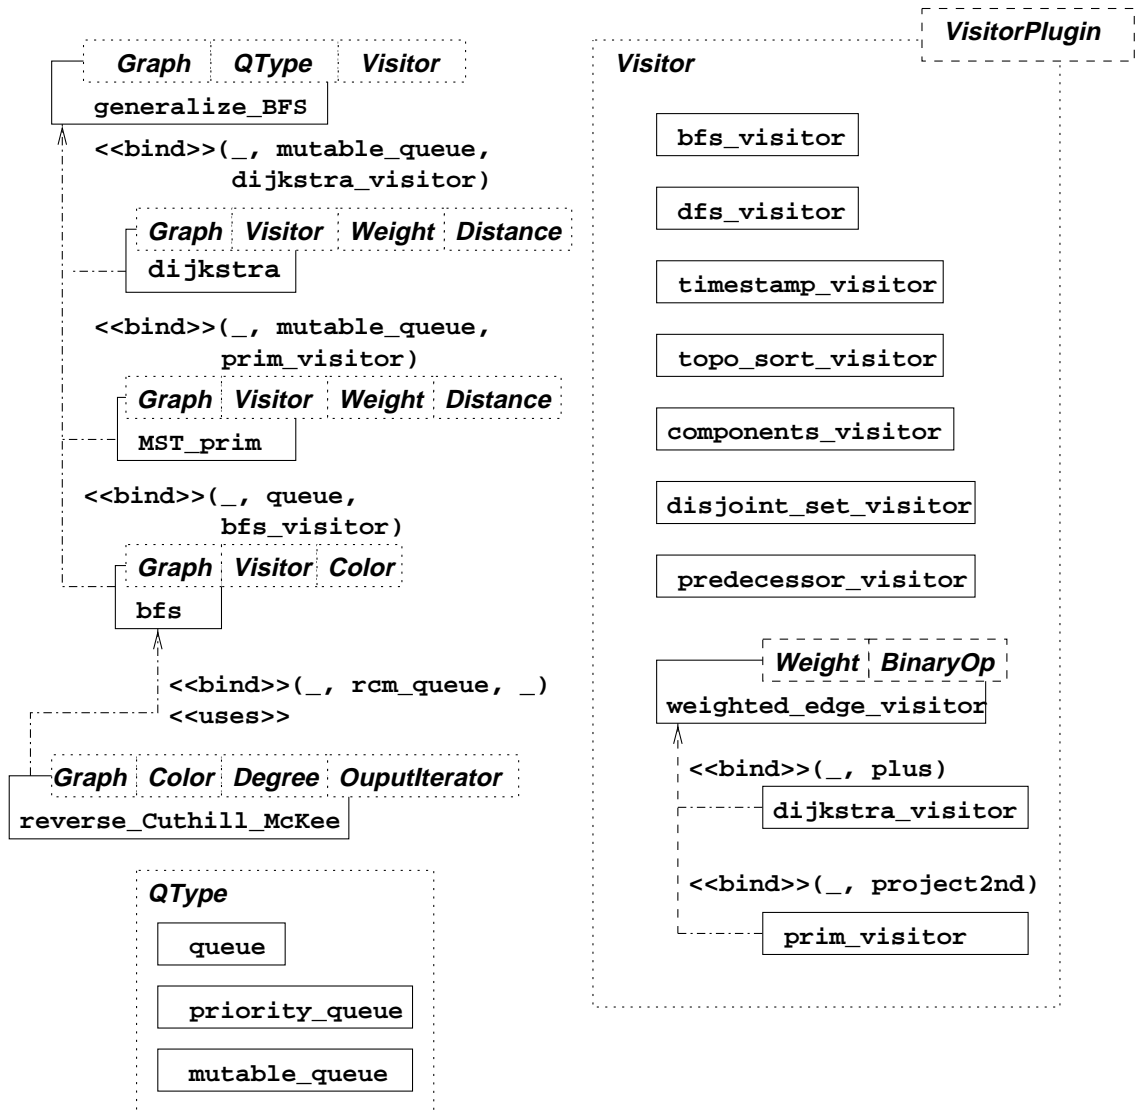 Graph QType Visitor
generalize_BFS
<<bind>>(_, mutable_queue,
dijkstra_visitor)
Graph Visitor Weight Distance
dijkstra
<<bind>>(_, mutable_queue,
prim_visitor)
Graph Visitor Weight Distance
MST_prim
<<bind>>(_, queue,
bfs_visitor)
Graph Visitor Color
bfs
<<bind>>(_, rcm_queue, _)
<<uses>>
Graph Color Degree OuputIterator
reverse_Cuthill_McKee
QType
queue
priority_queue
mutable_queue
VisitorPlugin
Visitor
bfs_visitor
dfs_visitor
timestamp_visitor
topo_sort_visitor
components_visitor
disjoint_set_visitor
predecessor_visitor
Weight BinaryOp
weighted_edge_visitor
<<bind>>(_, plus)
dijkstra_visitor
<<bind>>(_, project2nd)
prim_visitor